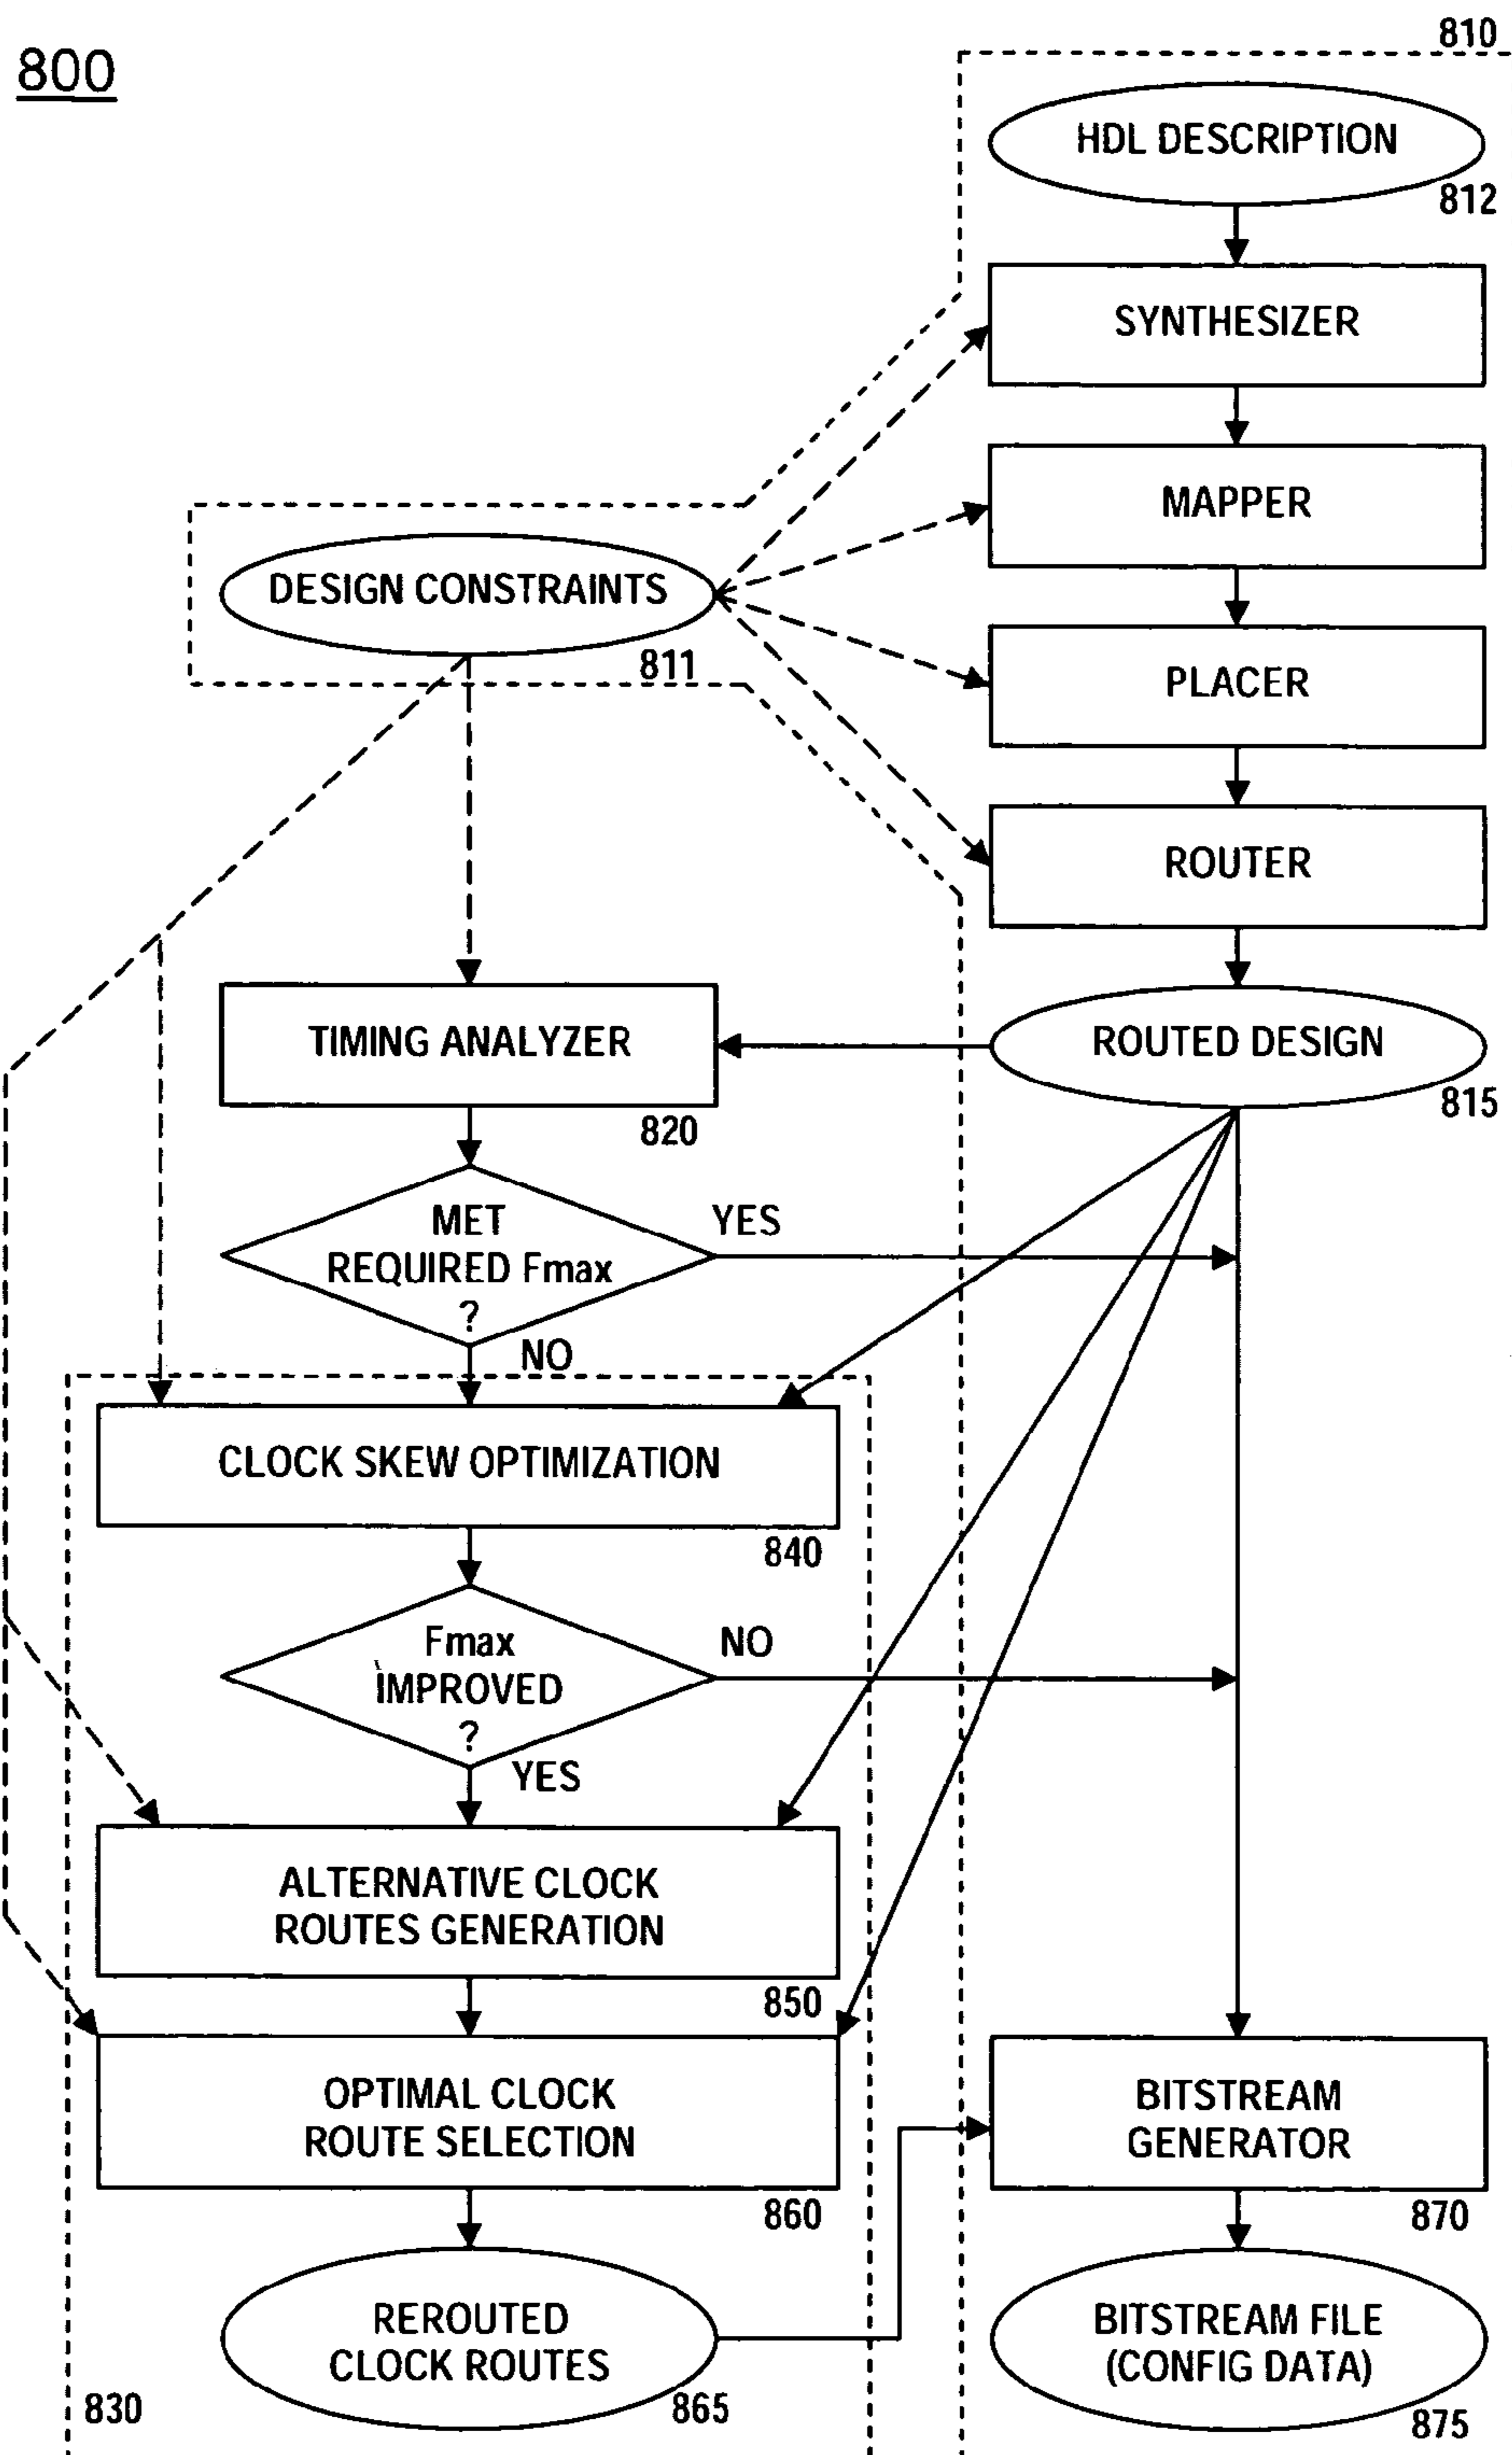 800
810
HDL DESCRIPTION
812
SYNTHESIZER
MAPPER
DESIGN CONSTRAINTS
811
PLACER
ROUTER
TIMING ANALYZER
820
ROUTED DESIGN
815
MET
REQUIRED Fmax
?
YES
NO
CLOCK SKEW OPTIMIZATION
840
Fmax
IMPROVED
?
NO
YES
ALTERNATIVE CLOCK
ROUTES GENERATION
850
OPTIMAL CLOCK
ROUTE SELECTION
860
BITSTREAM
GENERATOR
870
REROUTED
CLOCK ROUTES
865
830
BITSTREAM FILE
(CONFIG DATA)
875